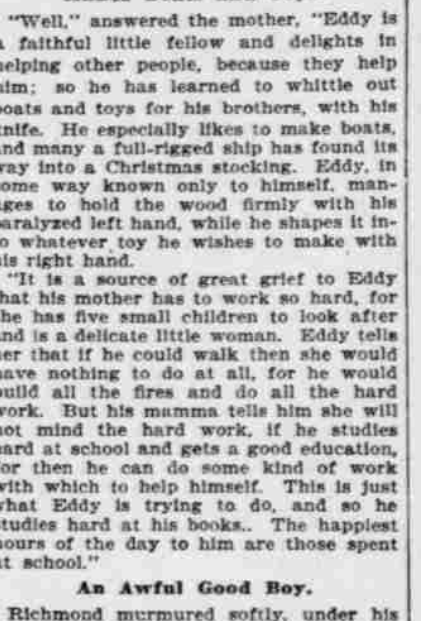 "Well," answered the mother, "Eddy is
a faithful little fellow and delights in
helping other people, because they help
him; so he has learned to whittle out
boats and toys for his brothers, with his
knife. He especially likes to make boats,
and many a full-rigged ship has found its
way into a Christmas stocking. Eddy, in
some way known only to himself, man-
ages to hold the wood firmly with his
paralyzed left hand, while he shapes it in-
to whatever toy he wishes to make with
his right hand.
"It is a source of great grief to Eddy
that his mother has to work so hard, for
she has five small children to look after
and is a delicate little woman. Eddy tells
her that if he could walk then she would
have nothing to do at all, for he would
build all the fires and do all the hard
work. But his mamma tells him she will
not mind the hard work, if he studies
hard at school and gets a good education,
for then he can do some kind of work
with which to help himself. This is just
what Eddy is trying to do, and so he
studies hard at his books.. The happiest
hours of the day to him are those spent
at school."
An Awful Good Boy.
Richmond murmured softly, under his